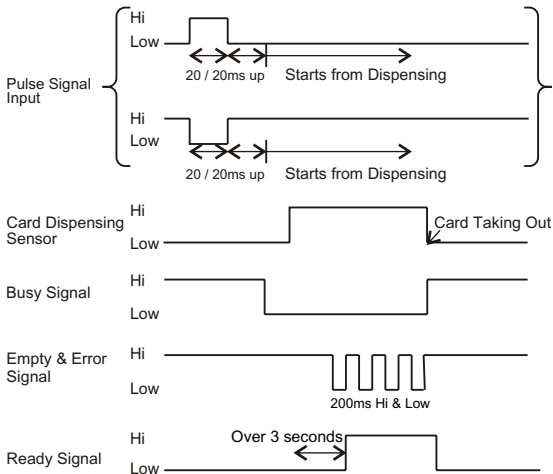 Hi
Low
20 / 20ms up
Starts from Dispensing
Pulse Signal
Input
Hi
Low
20 / 20ms up
Starts from Dispensing
Hi
Card Dispensing
Sensor
Low
Card Taking Out
Hi
Busy Signal
Low
Hi
Empty & Error
Signal
Low
200ms Hi & Low
Over 3 seconds
Hi
Ready Signal
Low